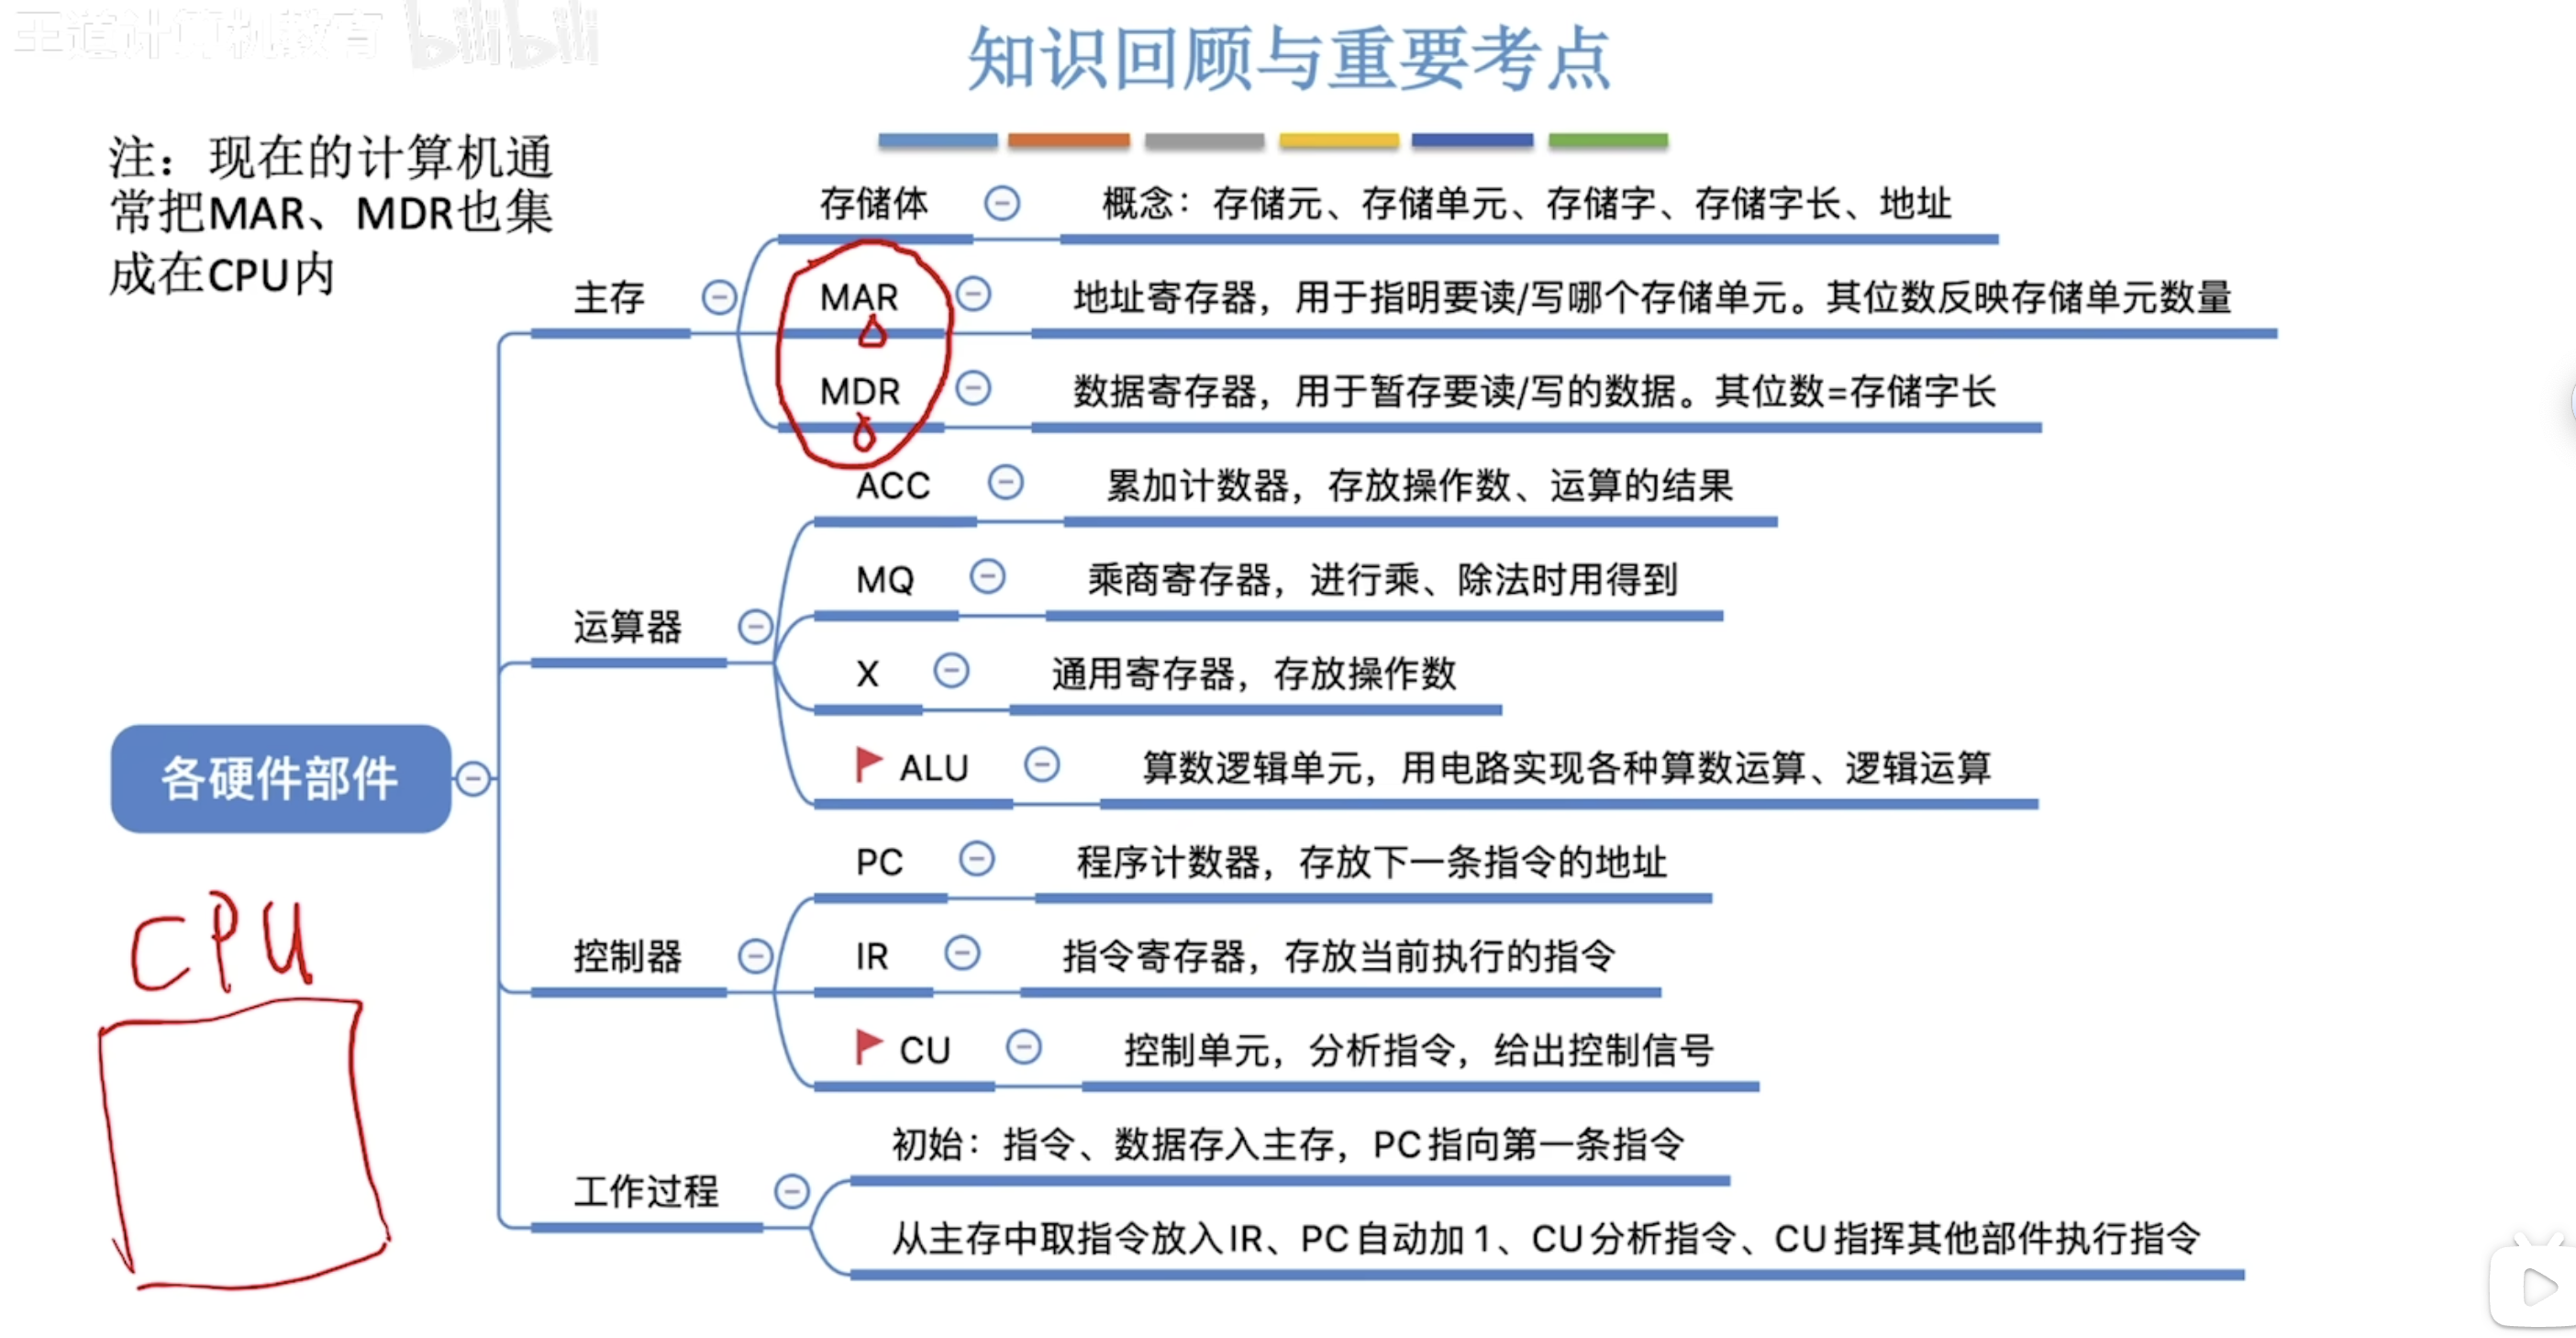 王道计算机教育 bilibili
知识回顾与重要考点
注：现在的计算机通
常把MAR、MDR也集
成在CPU内
存储体
概念：存储元、存储单元、存储字、存储字长、地址
主存
MAR
地址寄存器，用于指明要读/写哪个存储单元。其位数反映存储单元数量
MDR
数据寄存器，用于暂存要读/写的数据。其位数=存储字长
ACC
累加计数器，存放操作数、运算的结果
MQ
乘商寄存器，进行乘、除法时用得到
运算器
X
通用寄存器，存放操作数
ALU
算数逻辑单元，用电路实现各种算数运算、逻辑运算
各硬件部件
PC
程序计数器，存放下一条指令的地址
控制器
IR
指令寄存器，存放当前执行的指令
CU
控制单元，分析指令，给出控制信号
CPU
初始：指令、数据存入主存，PC指向第一条指令
工作过程
从主存中取指令放入IR、PC自动加1、CU分析指令、CU指挥其他部件执行指令